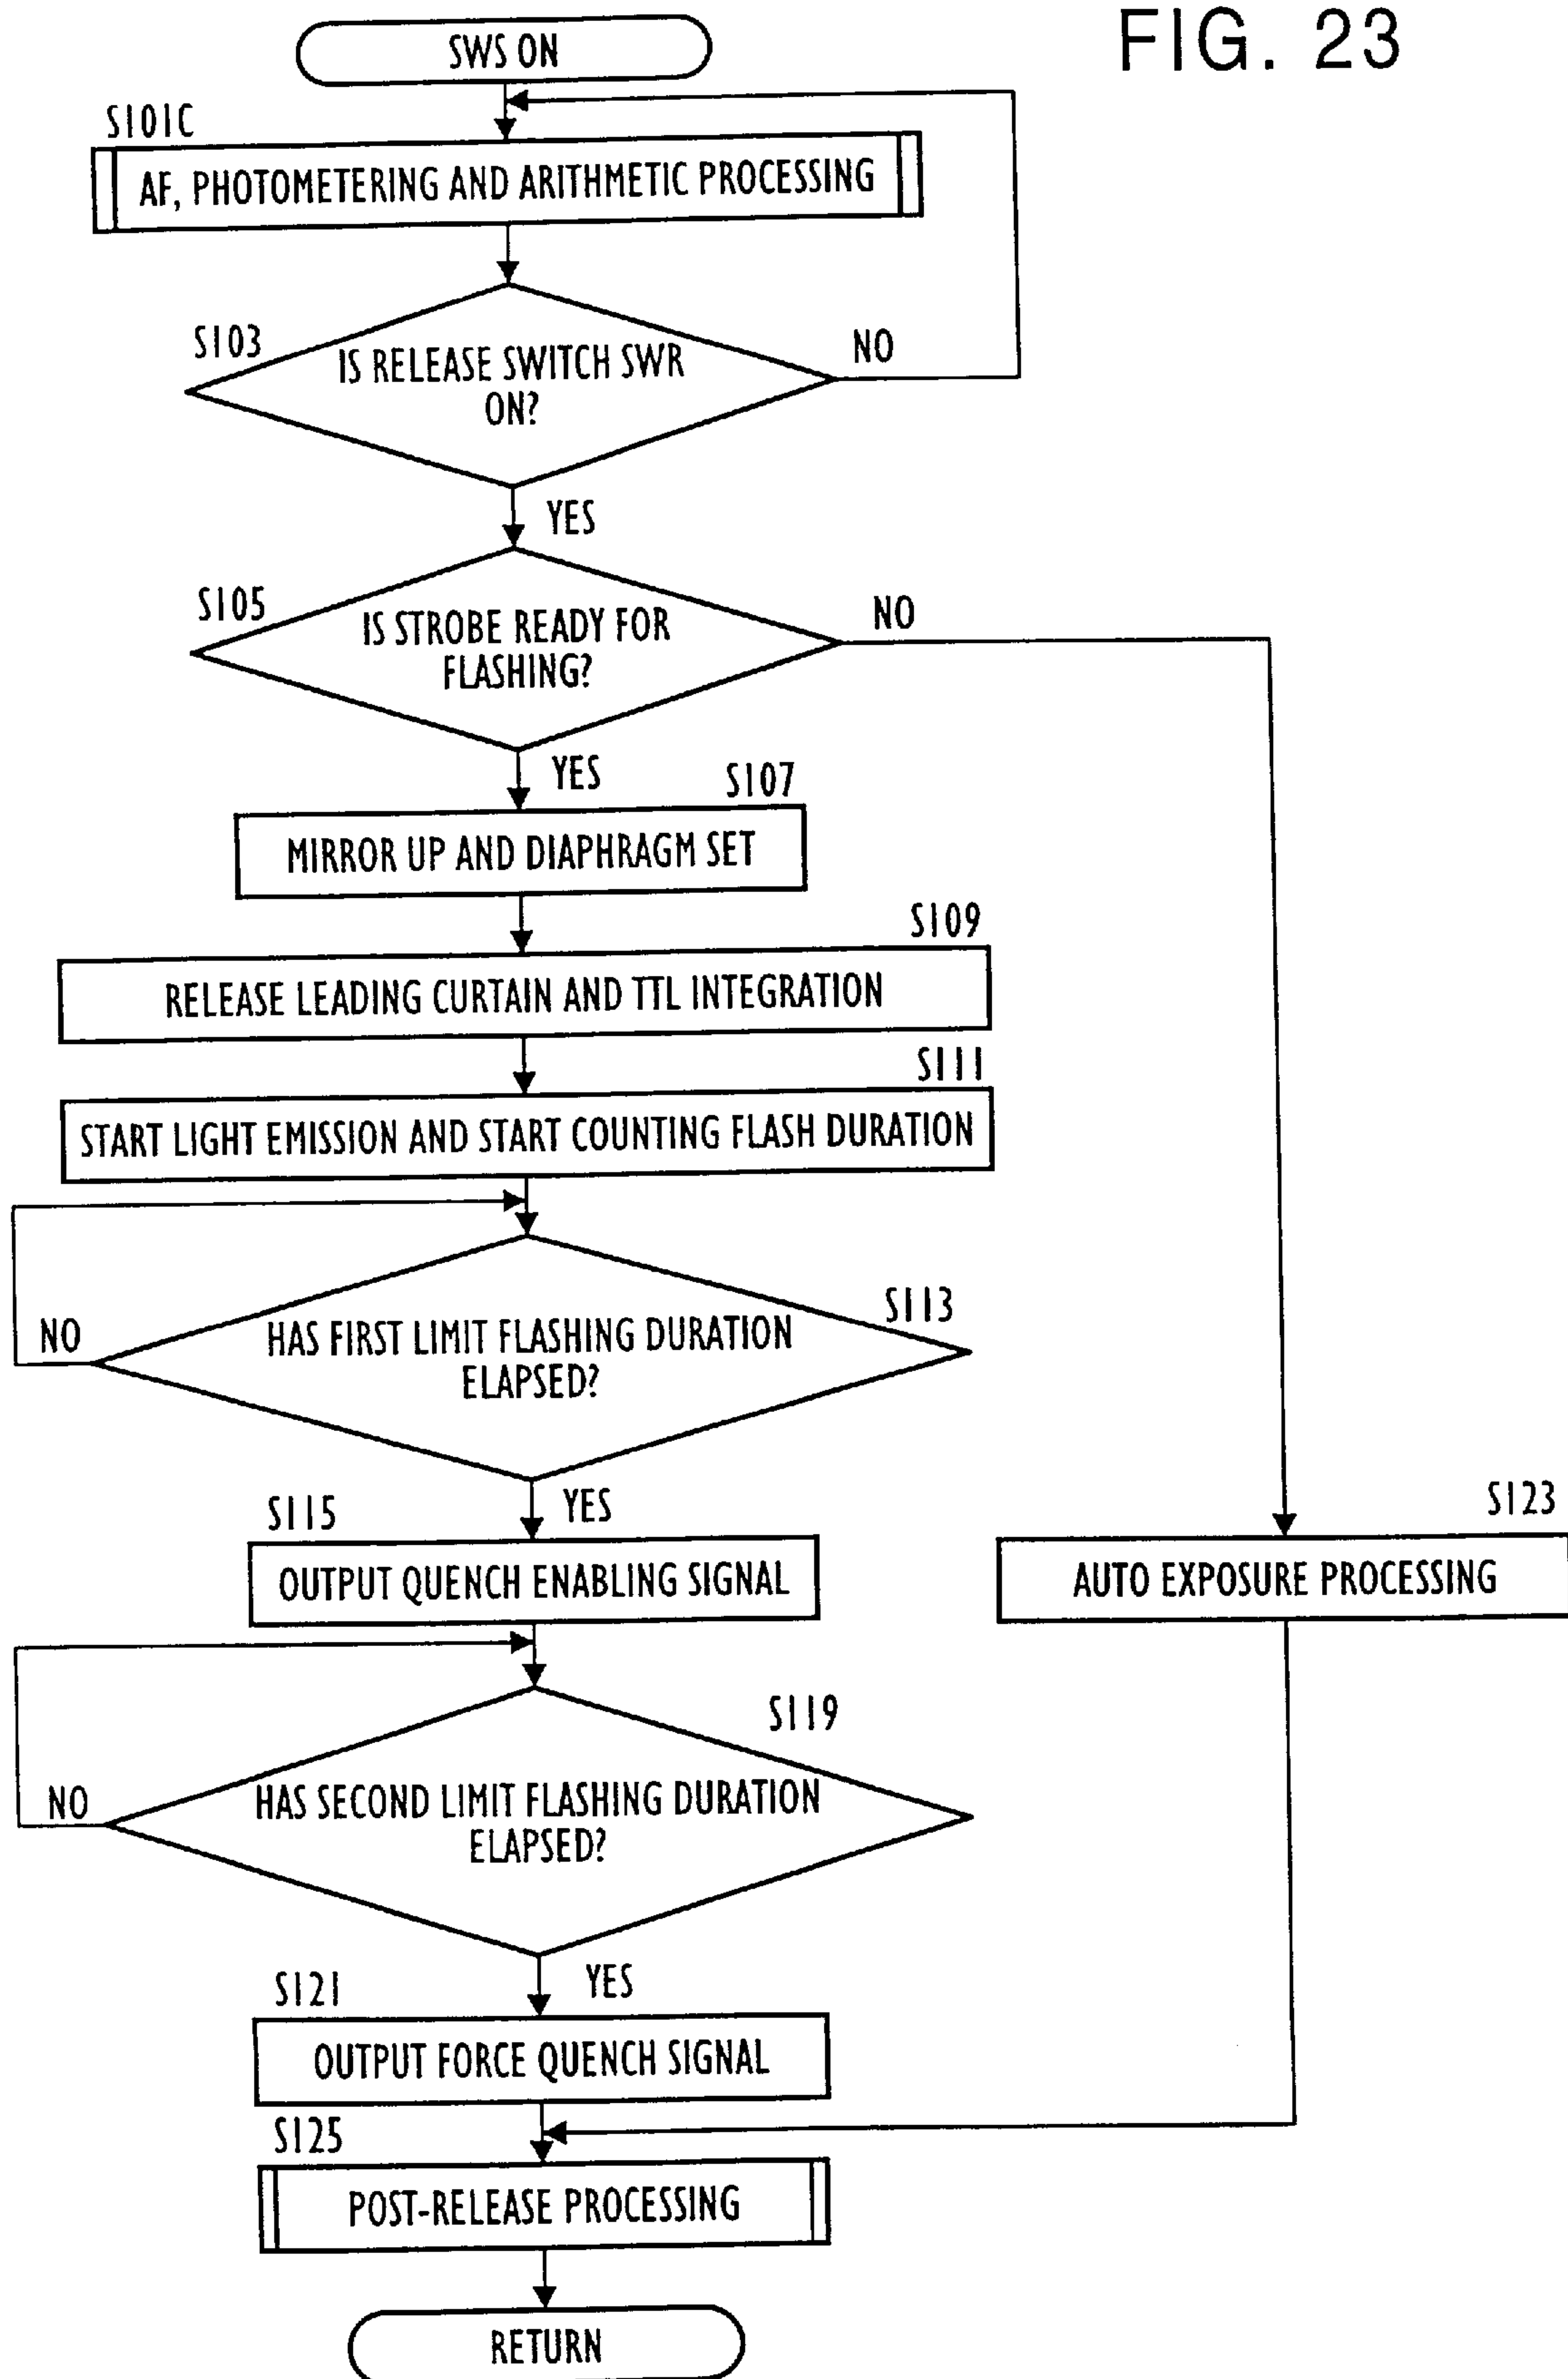 FIG. 23
SWS ON
S101C
AF, PHOTOMETERING AND ARITHMETIC PROCESSING
S103
IS RELEASE SWITCH SWR
ON?
NO
YES
S105
IS STROBE READY FOR
FLASHING?
NO
YES
S107
MIRROR UP AND DIAPHRAGM SET
S109
RELEASE LEADING CURTAIN AND TTL INTEGRATION
S111
START LIGHT EMISSION AND START COUNTING FLASH DURATION
S113
HAS FIRST LIMIT FLASHING DURATION
ELAPSED?
NO
YES
S115
OUTPUT QUENCH ENABLING SIGNAL
S123
AUTO EXPOSURE PROCESSING
S119
HAS SECOND LIMIT FLASHING DURATION
ELAPSED?
NO
YES
S121
OUTPUT FORCE QUENCH SIGNAL
S125
POST-RELEASE PROCESSING
RETURN